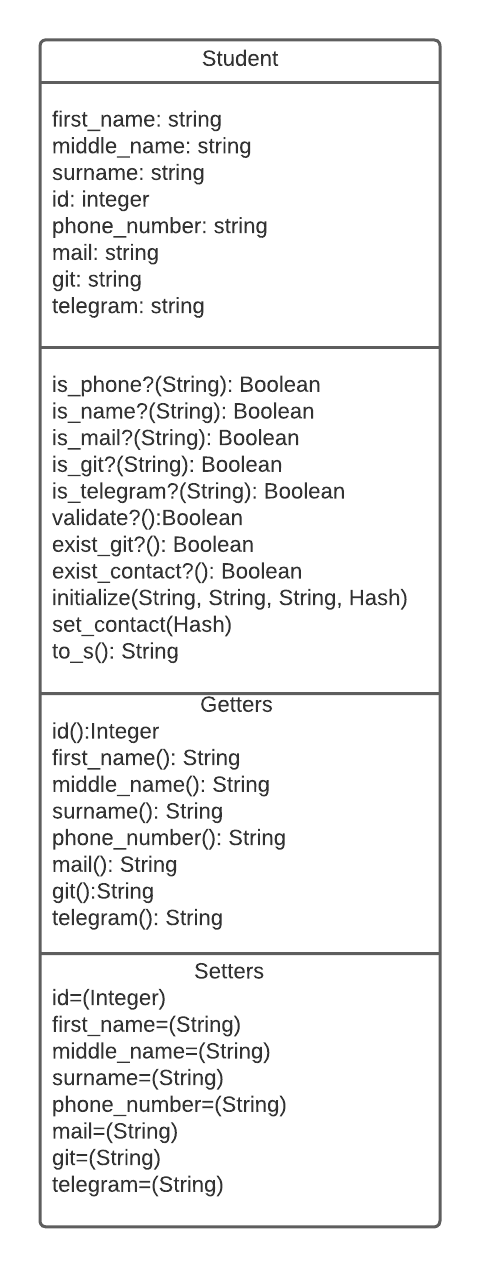 Student
first_name: string
middle_name: string
surname: string
id: integer
phone_number: string
mail: string
git: string
telegram: string
is_phone?(String): Boolean
is_name?(String): Boolean
is_mail?(String): Boolean
is_git?(String): Boolean
is_telegram?(String): Boolean
validate?():Boolean
exist_git?(): Boolean
exist_contact?(): Boolean
initialize(String, String, String, Hash)
set_contact(Hash)
to_s(): String
Getters
id():Integer
first_name(): String
middle_name(): String
surname(): String
phone_number(): String
mail(): String
git():String
telegram(): String
Setters
id=(Integer)
first_name=(String)
middle_name=(String)
surname=(String)
phone_number=(String)
mail=(String)
git=(String)
telegram=(String)